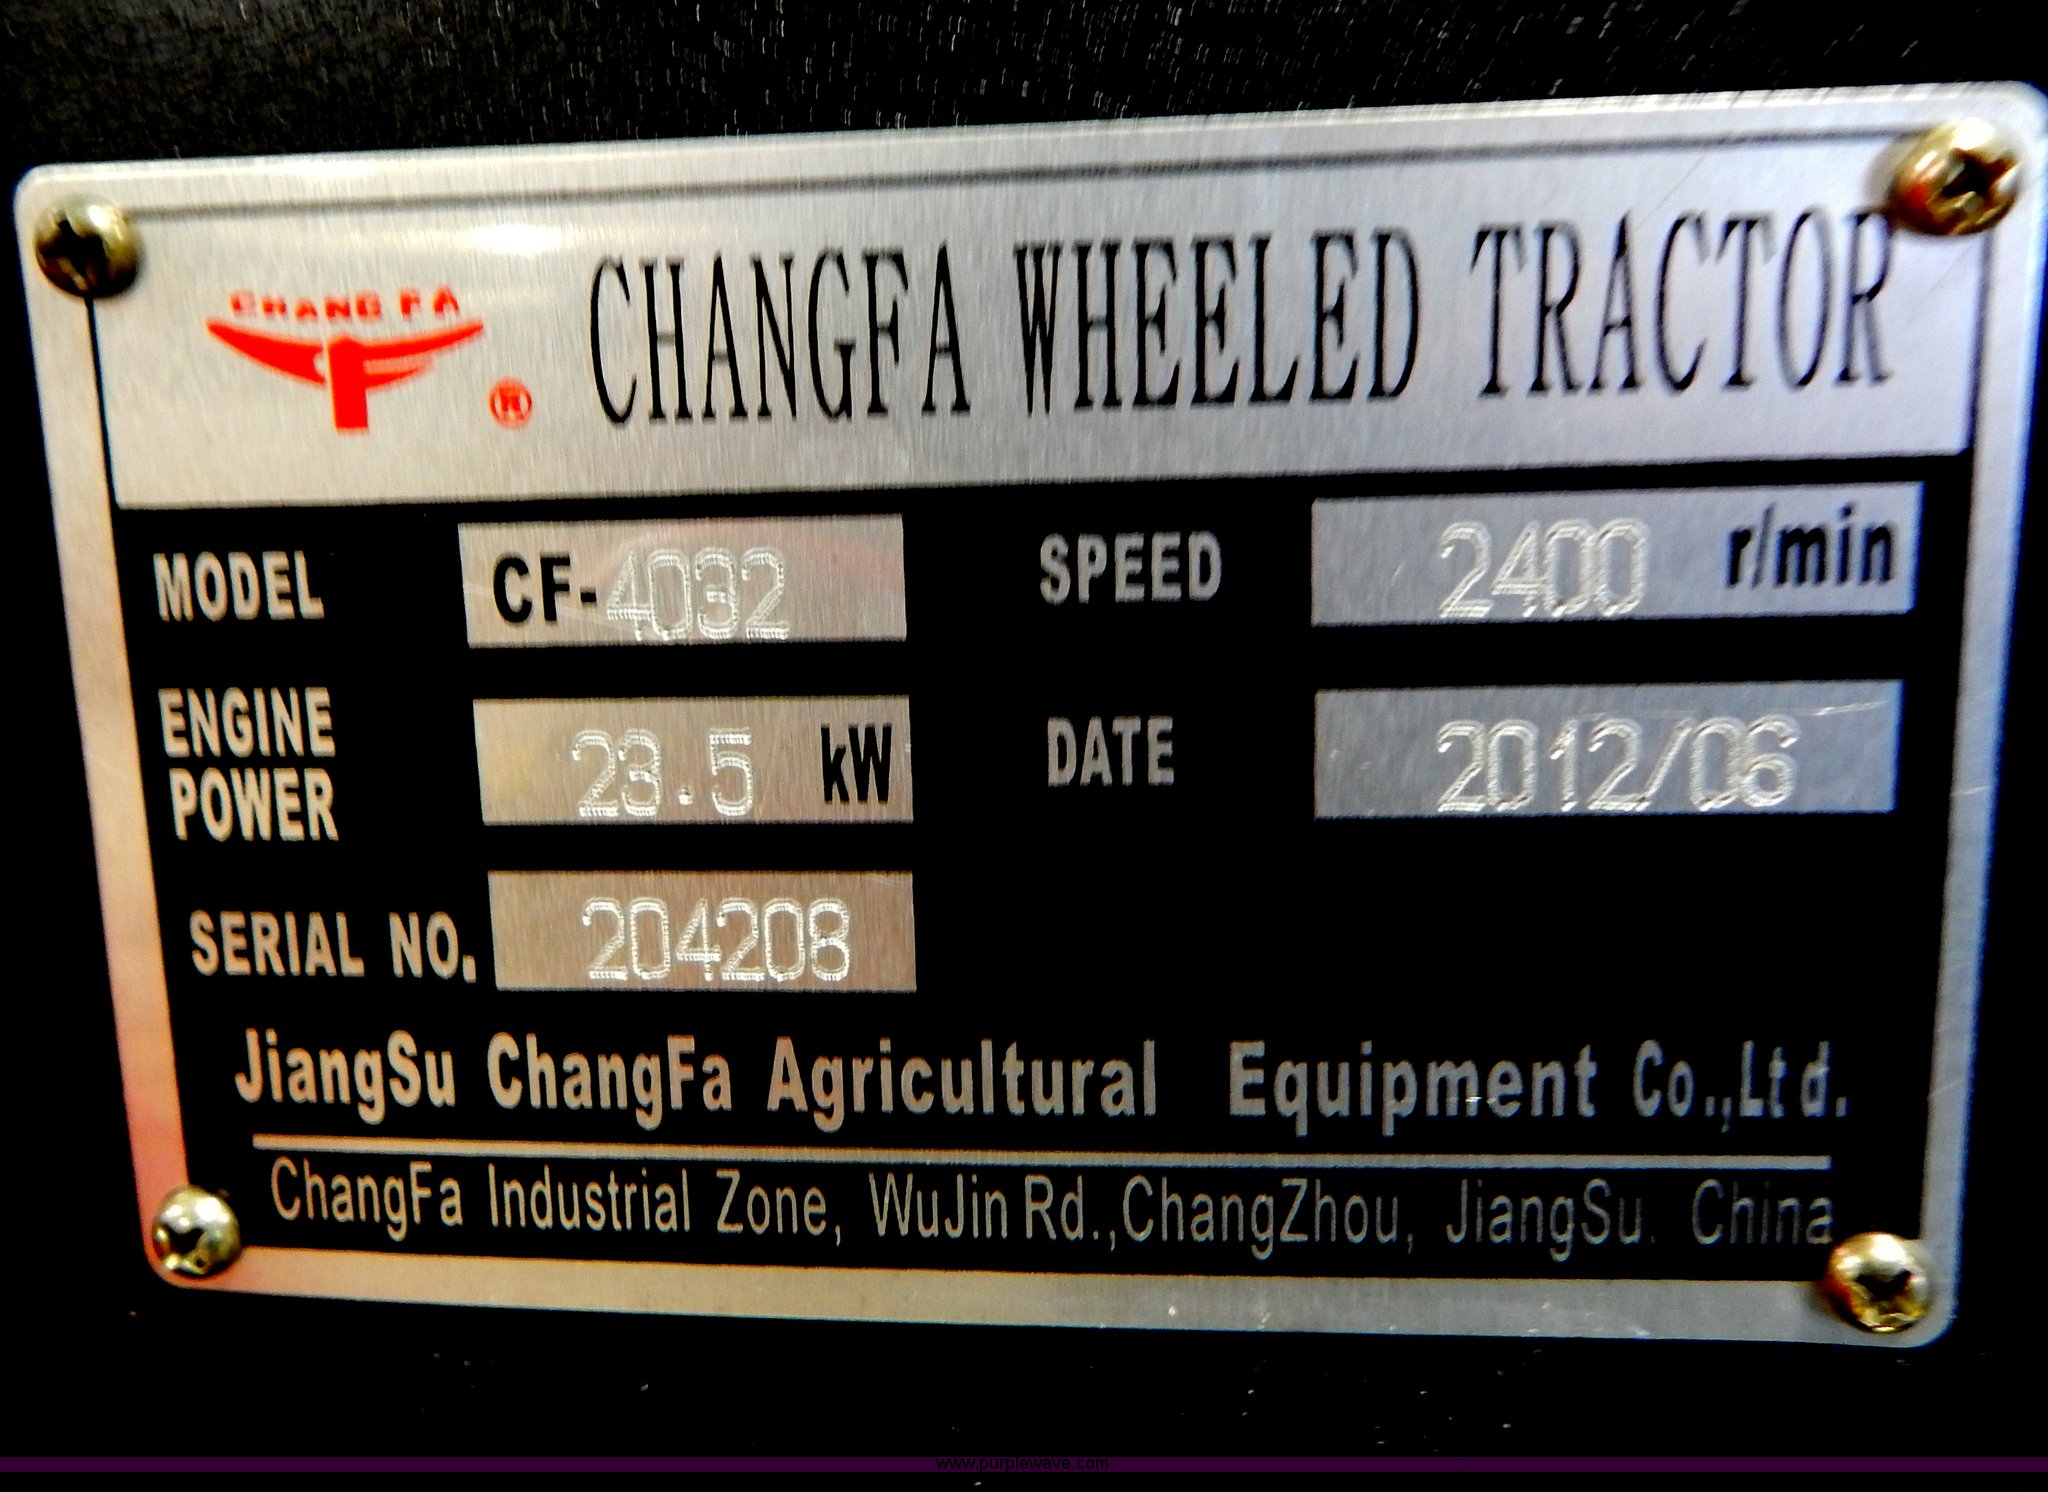 CHANG FA
®
CHANGFA WHEELED TRACTOR
MODEL CF-4032 SPEED 2400 r/min
ENGINE POWER 23.5 kW DATE 2012/06
SERIAL NO. 204208
JiangSu ChangFa Agricultural Equipment Co.,Ltd.
ChangFa Industrial Zone, WuJin Rd.,ChangZhou, JiangSu. China
www.purplewave.com